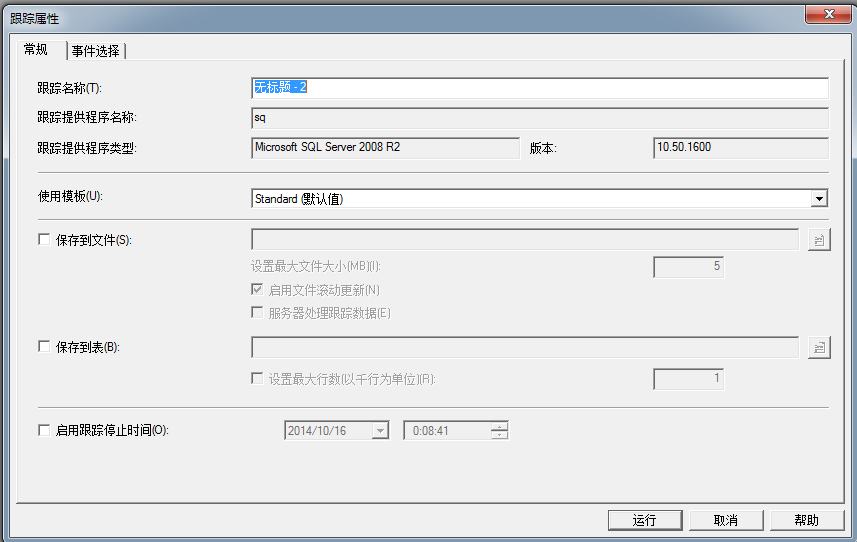 跟踪属性
常规 事件选择
跟踪名称(T): 无标题 - 2
跟踪提供程序名称: sq
跟踪提供程序类型: Microsoft SQL Server 2008 R2 版本: 10.50.1600
使用模板(U): Standard (默认值)
保存到文件(S):
设置最大文件大小(MB)(I): 5
启用文件滚动更新(N)
服务器处理跟踪数据(E)
保存到表(B):
设置最大行数(以千行为单位)(R): 1
启用跟踪停止时间(O): 2014/10/16 0:08:41
运行 取消 帮助